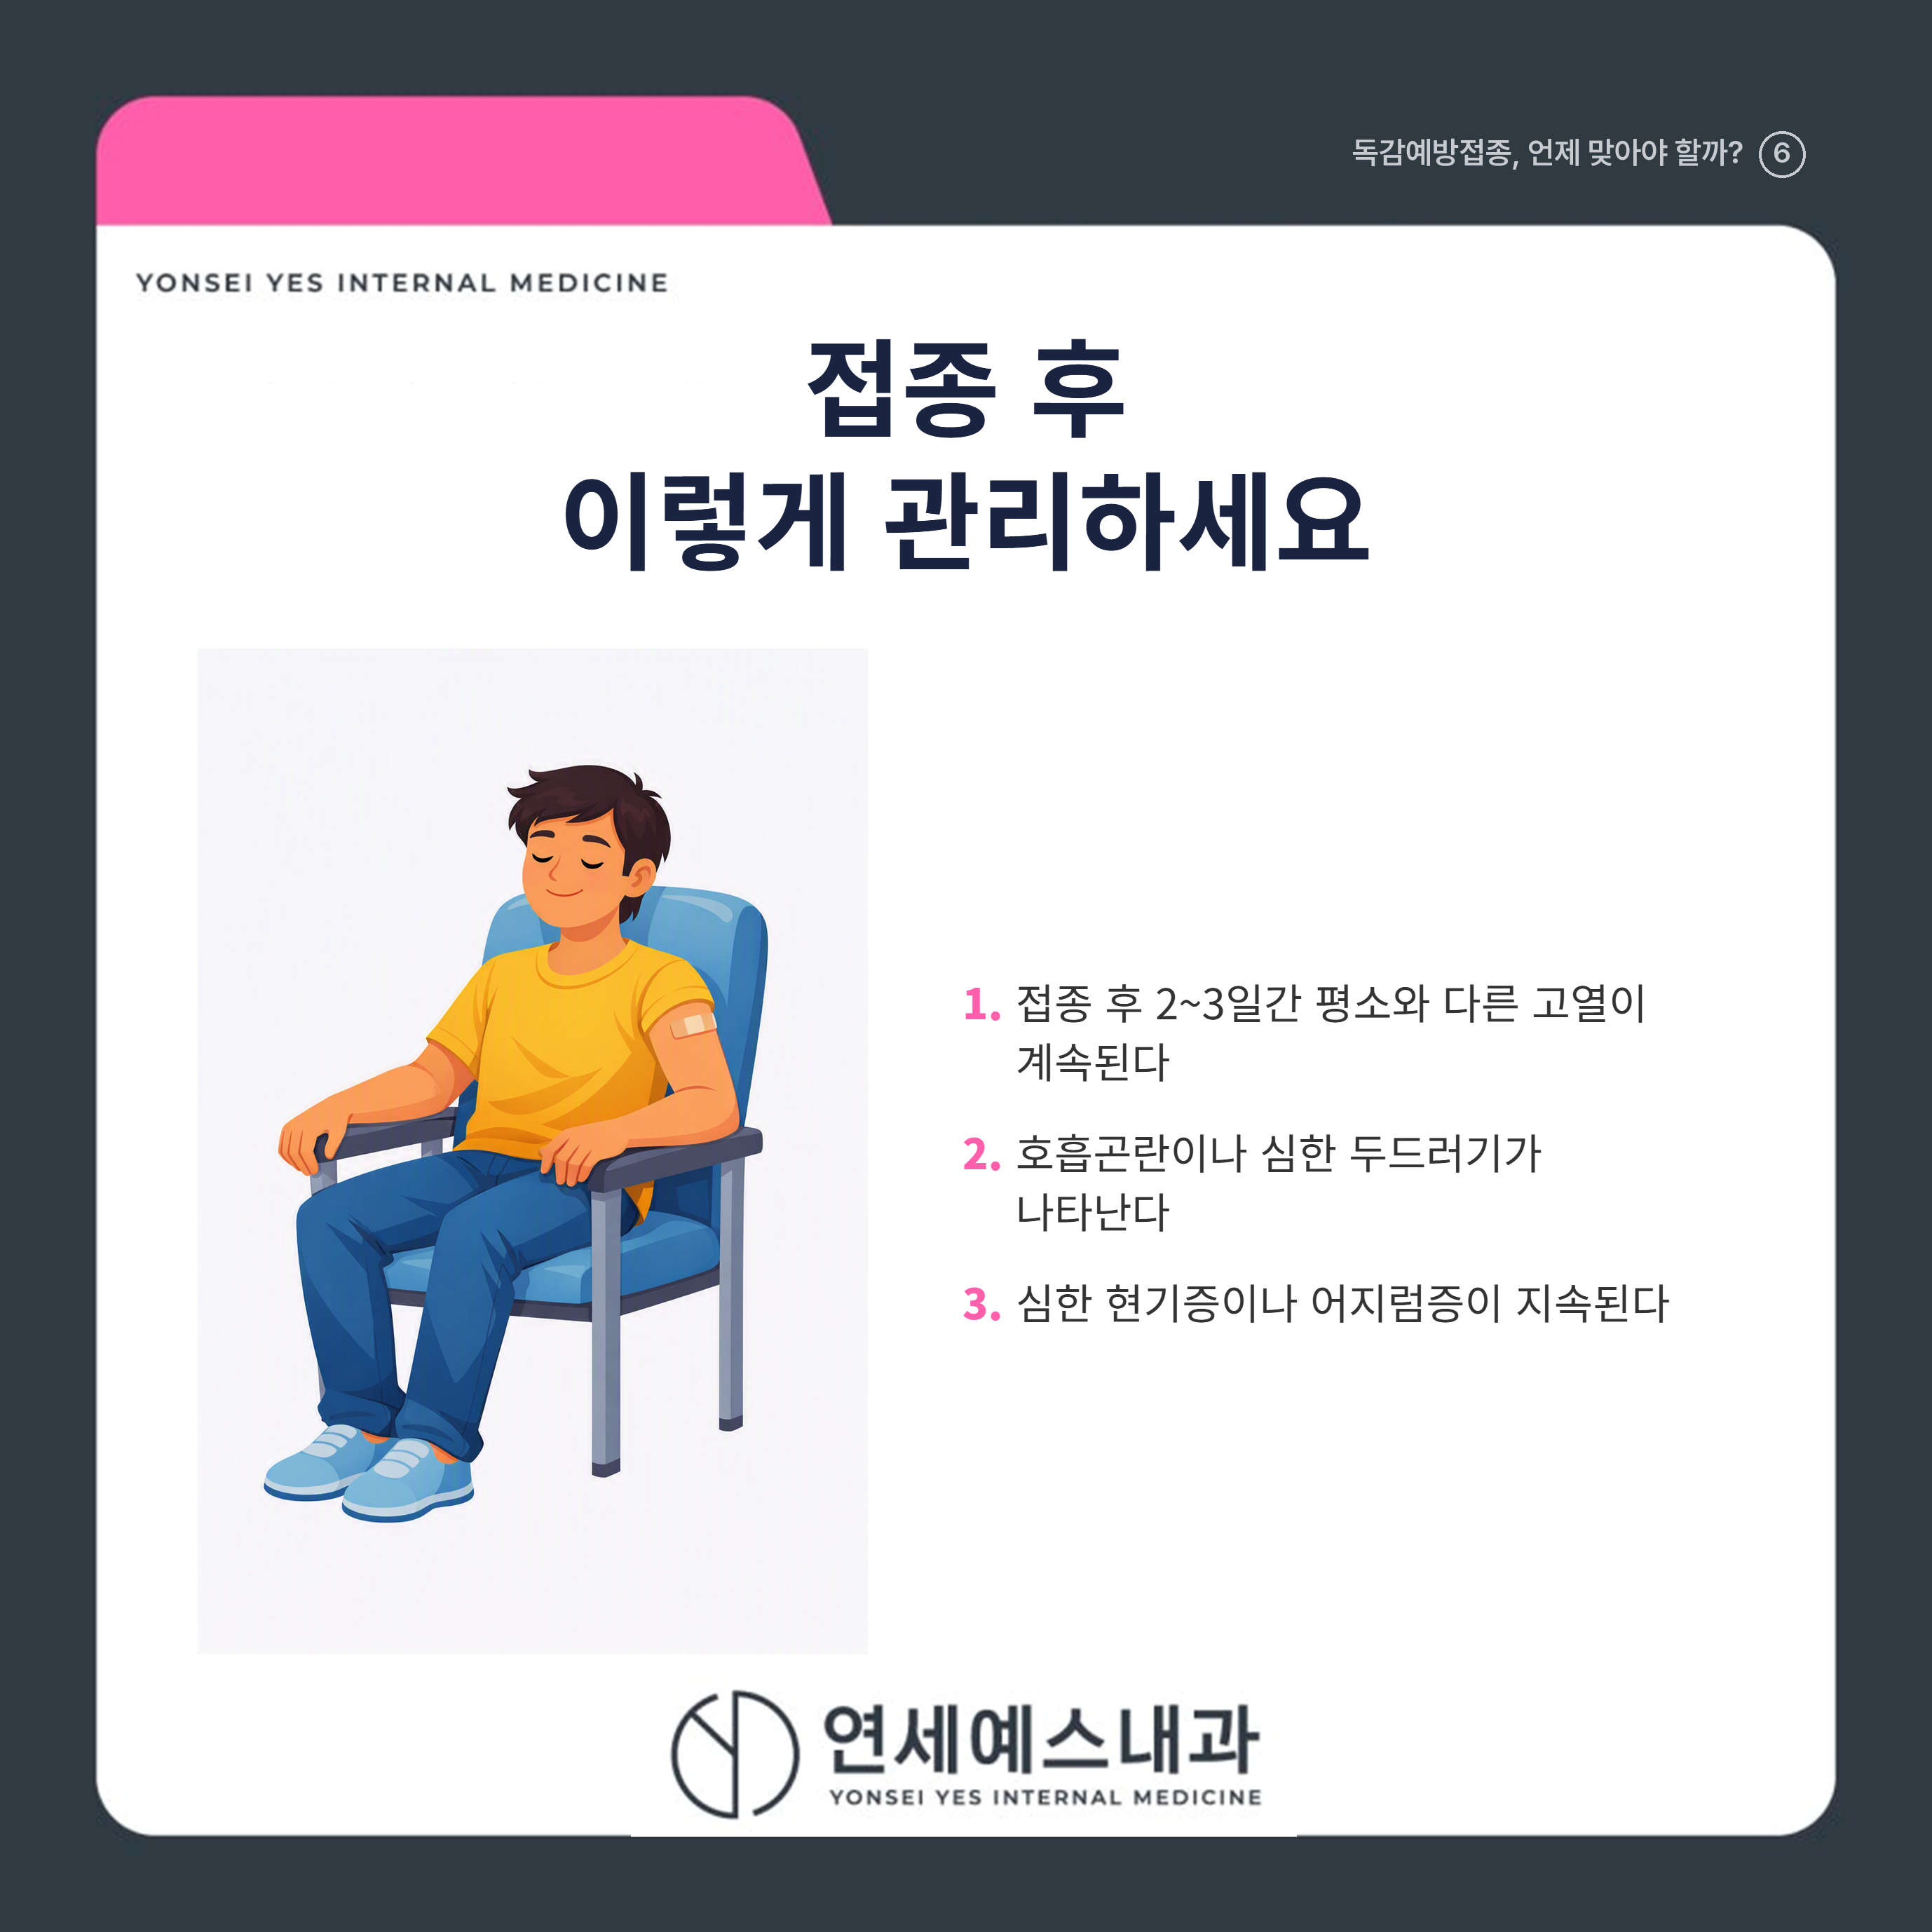 독감예방접종, 언제 맞아야 할까? 6
YONSEI YES INTERNAL MEDICINE
접종 후
이렇게 관리하세요
1. 접종 후 2~3일간 평소와 다른 고열이
계속된다
2. 호흡곤란이나 심한 두드러기가
나타난다
3. 심한 현기증이나 어지럼증이 지속된다
연세예스내과
YONSEI YES INTERNAL MEDICINE